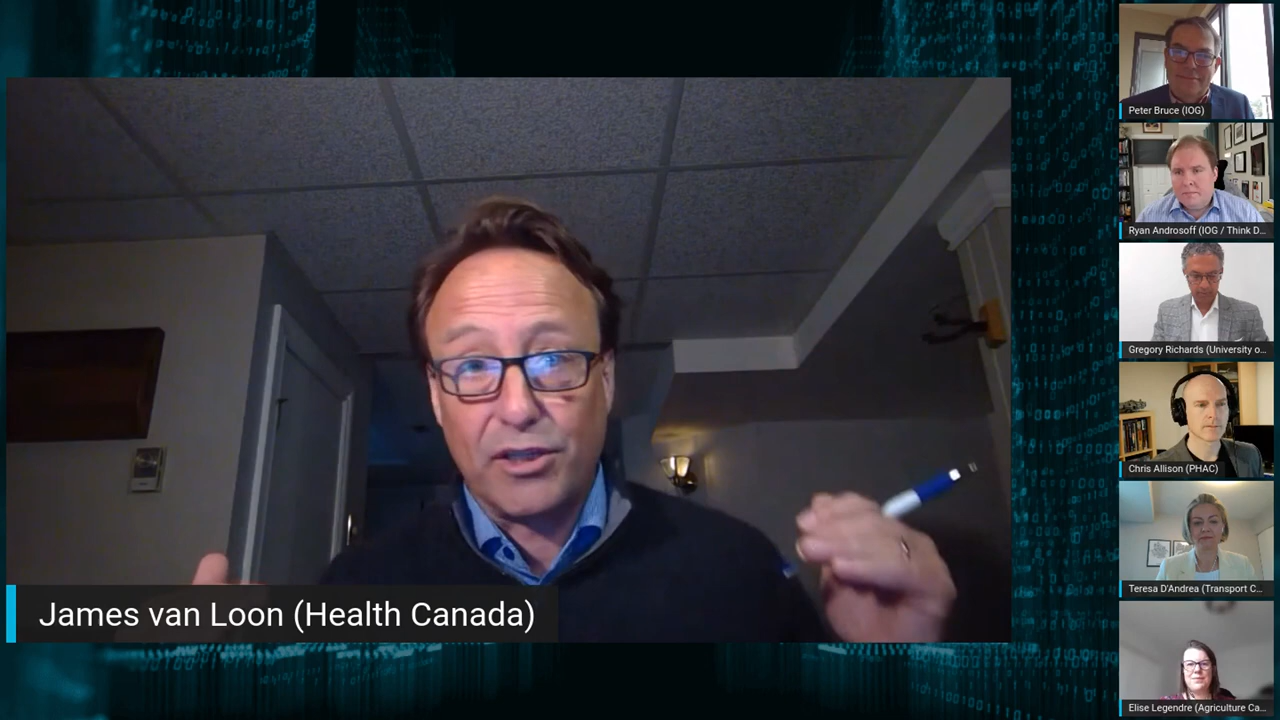 James van Loon (Health Canada)
Peter Bruce (IOG)
Ryan Androsoff (IOG / Think D...
Gregory Richards (University o...
Chris Allison (PHAC)
Teresa D'Andrea (Transport C...
Elise Legendre (Agriculture Ca...